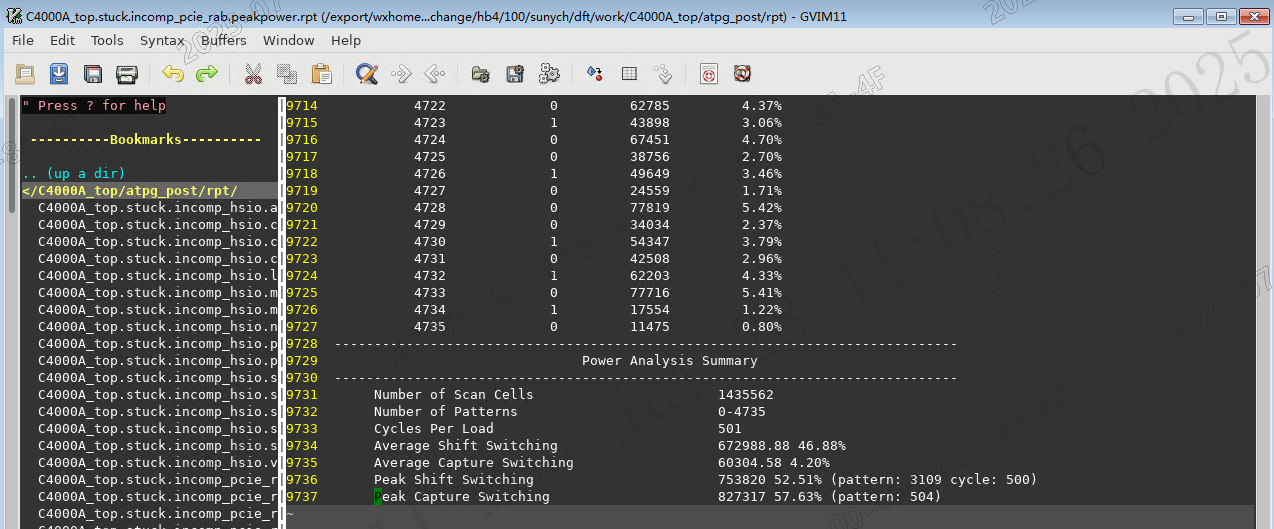 C4000A_top.stuck.incomp_pcie_rab.peakpower.rpt (/export/wxhome...change/hb4/100/sunych/dft/work/C4000A_top/atpg_post/rpt) - GVIM11
File Edit Tools Syntax Buffers Window Help
" Press ? for help
----------Bookmarks----------
.. (up a dir)
</C4000A_top/atpg_post/rpt/
C4000A_top.stuck.incomp_hsio.a
C4000A_top.stuck.incomp_hsio.c
C4000A_top.stuck.incomp_hsio.c
C4000A_top.stuck.incomp_hsio.c
C4000A_top.stuck.incomp_hsio.l
C4000A_top.stuck.incomp_hsio.m
C4000A_top.stuck.incomp_hsio.m
C4000A_top.stuck.incomp_hsio.n
C4000A_top.stuck.incomp_hsio.p
C4000A_top.stuck.incomp_hsio.p
C4000A_top.stuck.incomp_hsio.s
C4000A_top.stuck.incomp_hsio.s
C4000A_top.stuck.incomp_hsio.s
C4000A_top.stuck.incomp_hsio.s
C4000A_top.stuck.incomp_hsio.s
C4000A_top.stuck.incomp_hsio.v
C4000A_top.stuck.incomp_pcie_r
C4000A_top.stuck.incomp_pcie_r
C4000A_top.stuck.incomp_pcie_r
9714 4722 0 62785 4.37%
9715 4723 1 43898 3.06%
9716 4724 0 67451 4.70%
9717 4725 0 38756 2.70%
9718 4726 1 49649 3.46%
9719 4727 0 24559 1.71%
9720 4728 0 77819 5.42%
9721 4729 0 34034 2.37%
9722 4730 1 54347 3.79%
9723 4731 0 42508 2.96%
9724 4732 1 62203 4.33%
9725 4733 0 77716 5.41%
9726 4734 1 17554 1.22%
9727 4735 0 11475 0.80%
9728 ------------------------------------------------------------------------------
9729 Power Analysis Summary
9730 ------------------------------------------------------------------------------
9731 Number of Scan Cells 1435562
9732 Number of Patterns 0-4735
9733 Cycles Per Load 501
9734 Average Shift Switching 672988.88 46.88%
9735 Average Capture Switching 60304.58 4.20%
9736 Peak Shift Switching 753820 52.51% (pattern: 3109 cycle: 500)
9737 Peak Capture Switching 827317 57.63% (pattern: 504)
~